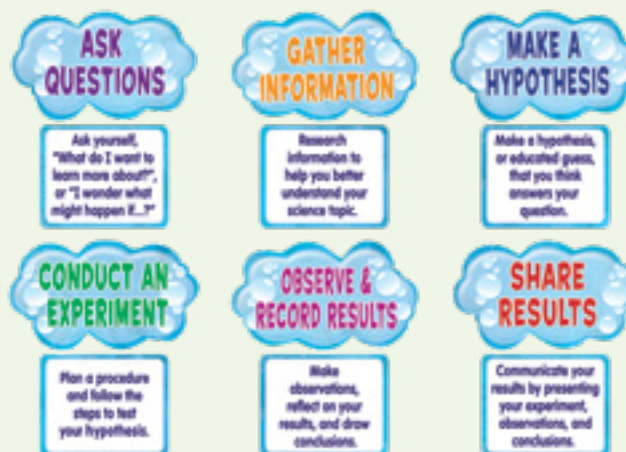 ASK
QUESTIONS
Ask yourself,
"What do I want to
learn more about?",
or "I wonder what
might happen if...?"
GATHER
INFORMATION
Research
information to
help you better
understand your
science topic.
MAKE A
HYPOTHESIS
Make a hypothesis,
or educated guess,
that you think
answers your
question.
CONDUCT AN
EXPERIMENT
Plan a procedure
and follow the
steps to test
your hypothesis.
OBSERVE &
RECORD RESULTS
Make
observations,
reflect on your
results, and draw
conclusions.
SHARE
RESULTS
Communicate your
results by presenting
your experiment,
observations, and
conclusions.